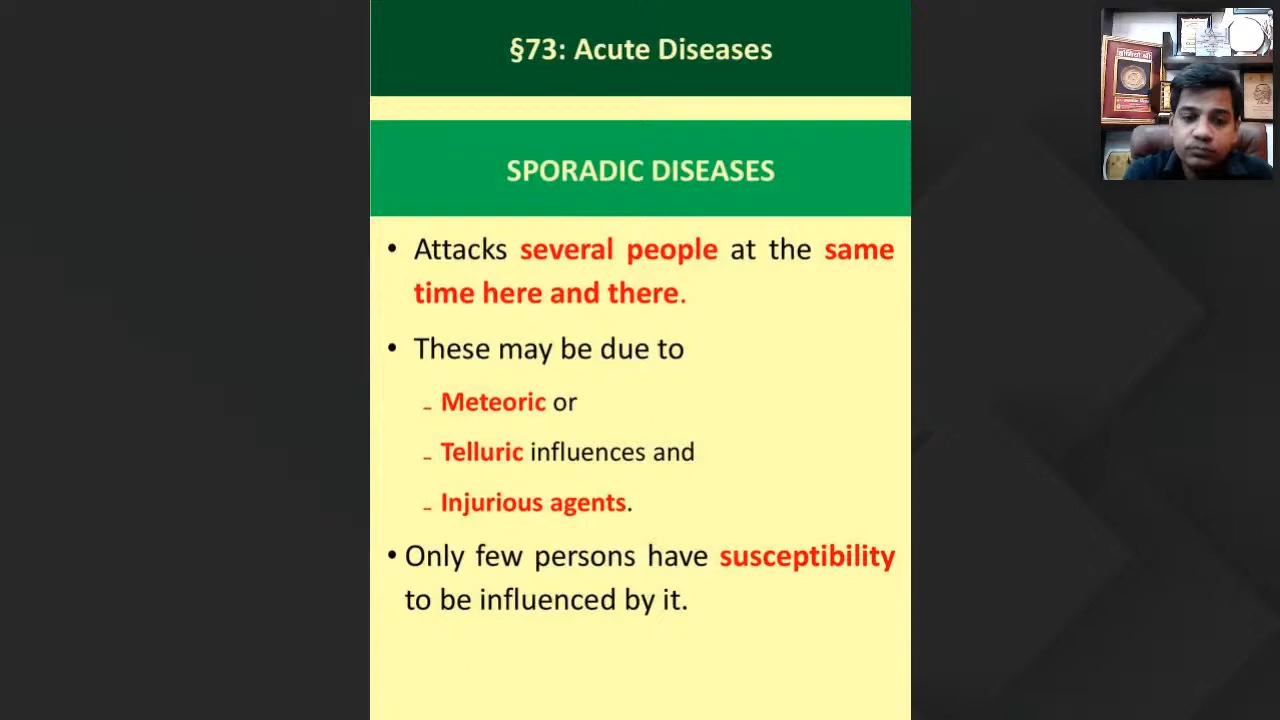 §73: Acute Diseases
SPORADIC DISEASES
• Attacks several people at the same
time here and there.
• These may be due to
– Meteoric or
– Telluric influences and
– Injurious agents.
• Only few persons have susceptibility
to be influenced by it.